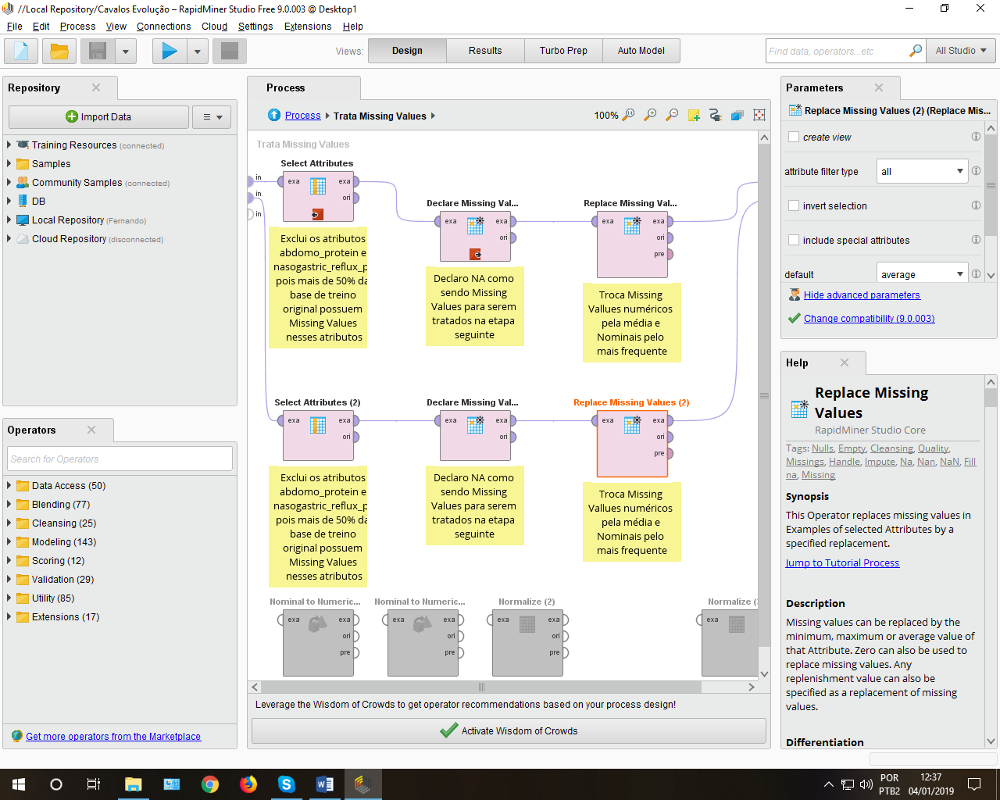 //Local Repository/Cavalos Evolução – RapidMiner Studio Free 9.0.003 @ Desktop1
File Edit Process View Connections Cloud Settings Extensions Help
Views: Design Results Turbo Prep Auto Model
Find data, operators...etc
All Studio
Repository
Import Data
Training Resources (connected)
Samples
Community Samples (connected)
DB
Local Repository (Fernando)
Cloud Repository (disconnected)
Operators
Search for Operators
Data Access (50)
Blending (77)
Cleansing (25)
Modeling (143)
Scoring (12)
Validation (29)
Utility (85)
Extensions (17)
Get more operators from the Marketplace
Process
Process Trata Missing Values
100%
Trata Missing Values
in
in
in
Select Attributes
exa exa
ori
Exclui os atributos
abdomo_protein e
nasogastric_reflux_p
pois mais de 50% da
base de treino
original possuem
Missing Values
nesses atributos
Declare Missing Val...
exa exa
ori
Declaro NA como
sendo Missing
Values para serem
tratados na etapa
seguinte
Replace Missing Val...
exa exa
ori
pre
Troca Missing
Vallues numéricos
pela média e
Nominais pelo
mais frequente
Select Attributes (2)
exa exa
ori
Exclui os atributos
abdomo_protein e
nasogastric_reflux_p
pois mais de 50% da
base de treino
original possuem
Missing Values
nesses atributos
Declare Missing Val...
exa exa
ori
Declaro NA como
sendo Missing
Values para serem
tratados na etapa
seguinte
Replace Missing Values (2)
exa exa
ori
pre
Troca Missing
Vallues numéricos
pela média e
Nominais pelo
mais frequente
Nominal to Numeric...
exa exa
ori
pre
Nominal to Numeric...
exa exa
ori
pre
Normalize (2)
exa exa
ori
pre
Normalize (
exa
Leverage the Wisdom of Crowds to get operator recommendations based on your process design!
Activate Wisdom of Crowds
Parameters
Replace Missing Values (2) (Replace Mis...
create view
attribute filter type all
invert selection
include special attributes
default average
Hide advanced parameters
Change compatibility (9.0.003)
Help
Replace Missing
Values
RapidMiner Studio Core
Tags: Nulls, Empty, Cleansing, Quality,
Missings, Handle, Impute, Na, Nan, NaN, Fill
na, Missing
Synopsis
This Operator replaces missing values in
Examples of selected Attributes by a
specified replacement.
Jump to Tutorial Process
Description
Missing values can be replaced by the
minimum, maximum or average value of
that Attribute. Zero can also be used to
replace missing values. Any
replenishment value can also be
specified as a replacement of missing
values.
Differentiation
POR
PTB2
12:37
04/01/2019